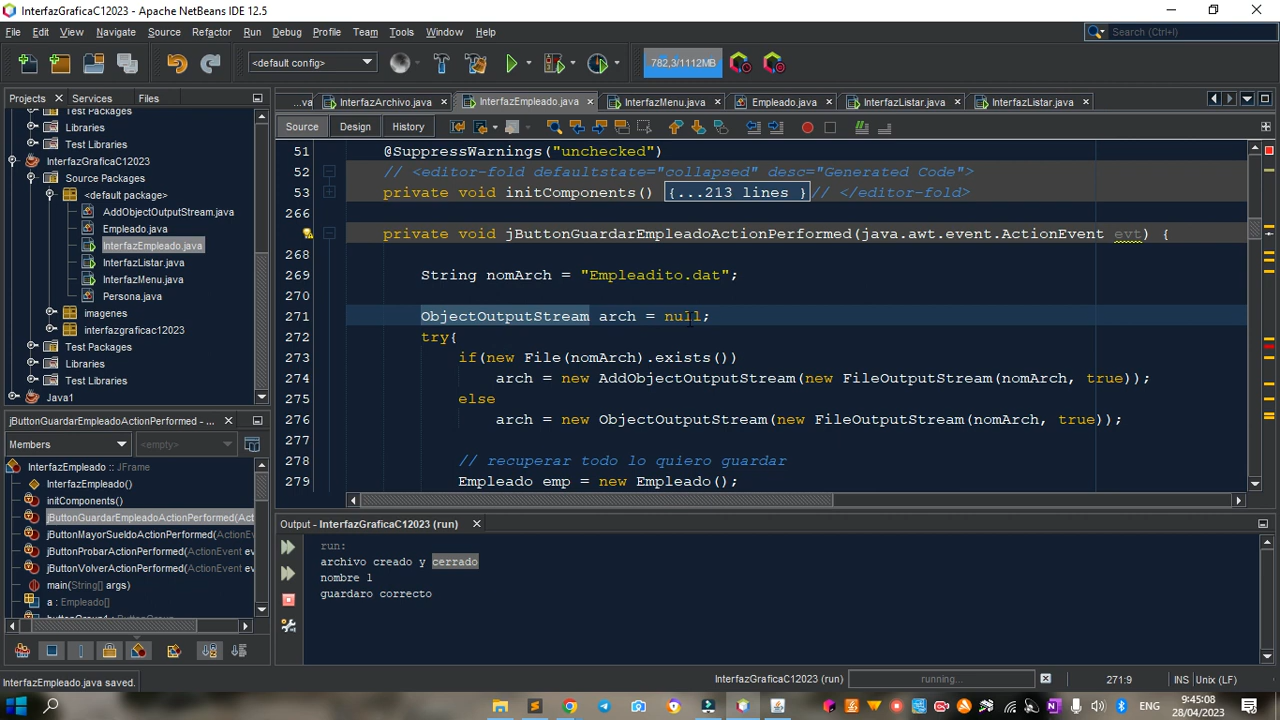 InterfazGraficaC12023 - Apache NetBeans IDE 12.5
File Edit View Navigate Source Refactor Run Debug Profile Team Tools Window Help
Search (Ctrl+I)
<default config>
782,3/1112MB
Projects Services Files
...va InterfazArchivo.java InterfazEmpleado.java InterfazMenu.java Empleado.java InterfazListar.java InterfazListar.java
Source Design History
Test Packages
Libraries
Test Libraries
InterfazGraficaC12023
Source Packages
<default package>
AddObjectOutputStream.java
Empleado.java
InterfazEmpleado.java
InterfazListar.java
InterfazMenu.java
Persona.java
imagenes
interfazgraficac12023
Test Packages
Libraries
Test Libraries
Java1
51 @SuppressWarnings("unchecked")
52 // <editor-fold defaultstate="collapsed" desc="Generated Code">
53 private void initComponents() {...213 lines }// </editor-fold>
266
private void jButtonGuardarEmpleadoActionPerformed(java.awt.event.ActionEvent evt) {
268
269 String nomArch = "Empleadito.dat";
270
271 ObjectOutputStream arch = null;
272 try{
273 if(new File(nomArch).exists())
274 arch = new AddObjectOutputStream(new FileOutputStream(nomArch, true));
275 else
276 arch = new ObjectOutputStream(new FileOutputStream(nomArch, true));
277
278 // recuperar todo lo quiero guardar
279 Empleado emp = new Empleado();
jButtonGuardarEmpleadoActionPerformed - ...
Members <empty>
InterfazEmpleado :: JFrame
InterfazEmpleado()
initComponents()
jButtonGuardarEmpleadoActionPerformed(Act
jButtonMayorSueldoActionPerformed(ActionE
jButtonProbarActionPerformed(ActionEvent ev
jButtonVolverActionPerformed(ActionEvent ev
main(String[] args)
a : Empleado[]
Output - InterfazGraficaC12023 (run)
run:
archivo creado y cerrado
nombre 1
guardaro correcto
InterfazEmpleado.java saved.
InterfazGraficaC12023 (run) running... 271:9 INS Unix (LF)
ENG
9:45:08
28/04/2023